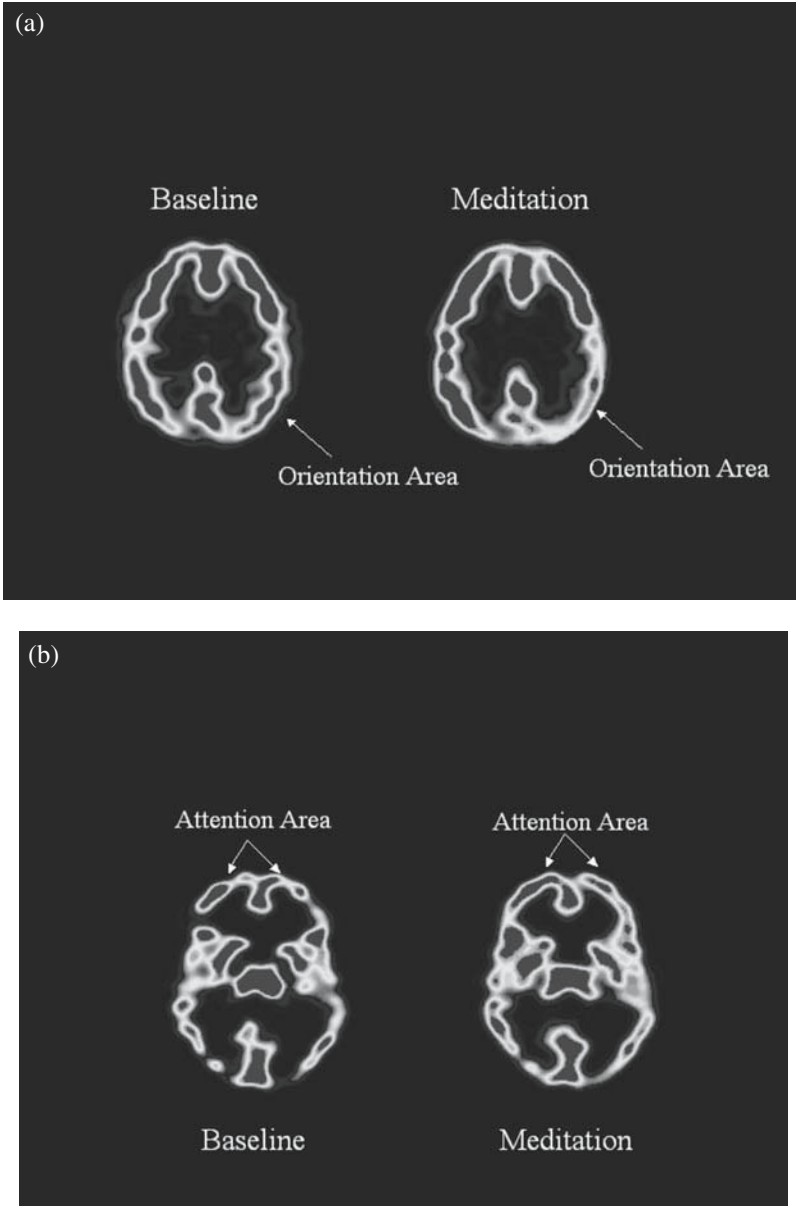 (a)
Baseline Meditation
Orientation Area Orientation Area
(b)
Attention Area Attention Area
Baseline Meditation